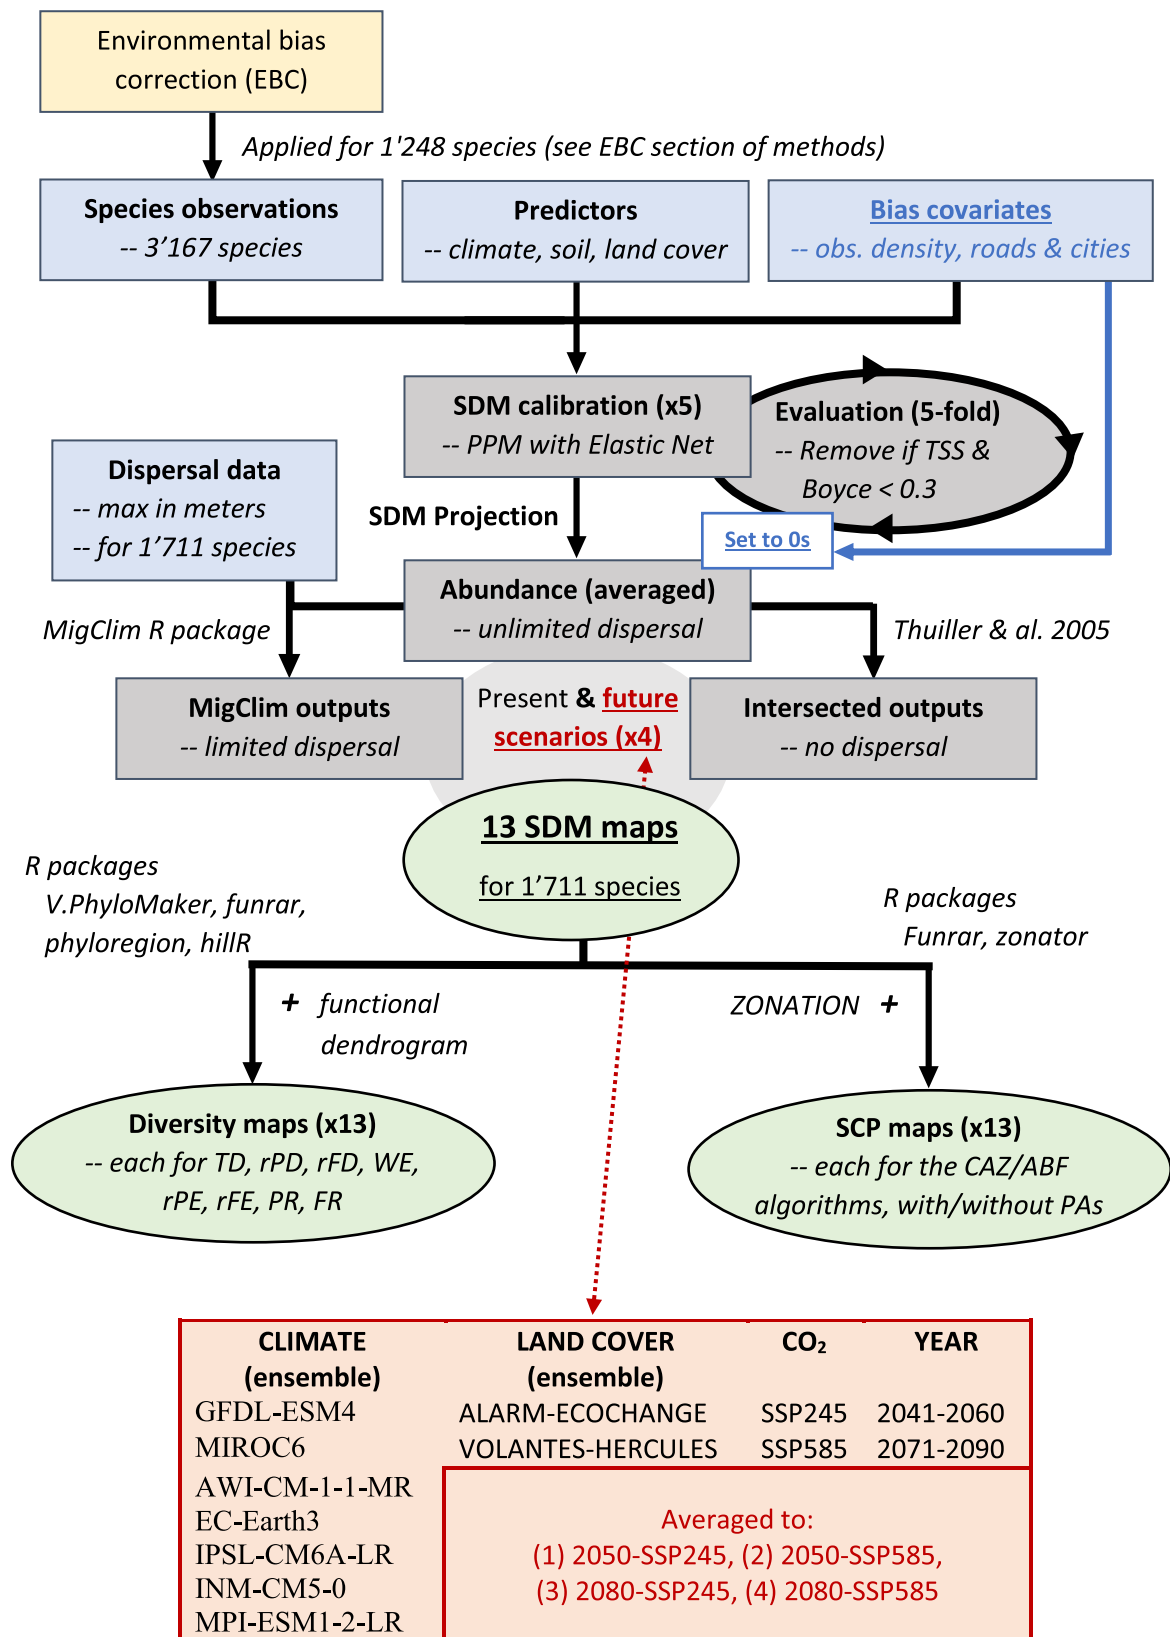 Environmental bias
correction (EBC)
Applied for 1'248 species (see EBC section of methods)
Species observations
-- 3’167 species
Predictors
-- climate, soil, land cover
Bias covariates
-- obs. density, roads & cities
SDM calibration (x5)
-- PPM with Elastic Net
Evaluation (5-fold)
-- Remove if TSS &
Boyce < 0.3
Dispersal data
-- max in meters
-- for 1’711 species
SDM Projection
Set to 0s
Abundance (averaged)
-- unlimited dispersal
MigClim R package
Thuiller & al. 2005
MigClim outputs
-- limited dispersal
Present & future
scenarios (x4)
Intersected outputs
-- no dispersal
13 SDM maps
for 1’711 species
R packages
V.PhyloMaker, funrar,
phyloregion, hillR
R packages
Funrar, zonator
+ functional
dendrogram
ZONATION +
Diversity maps (x13)
-- each for TD, rPD, rFD, WE,
rPE, rFE, PR, FR
SCP maps (x13)
-- each for the CAZ/ABF
algorithms, with/without PAs
CLIMATE LAND COVER CO₂ YEAR
(ensemble) (ensemble)
GFDL-ESM4 ALARM-ECOCHANGE SSP245 2041-2060
MIROC6 VOLANTES-HERCULES SSP585 2071-2090
AWI-CM-1-1-MR
EC-Earth3
IPSL-CM6A-LR
INM-CM5-0
MPI-ESM1-2-LR
Averaged to:
(1) 2050-SSP245, (2) 2050-SSP585,
(3) 2080-SSP245, (4) 2080-SSP585